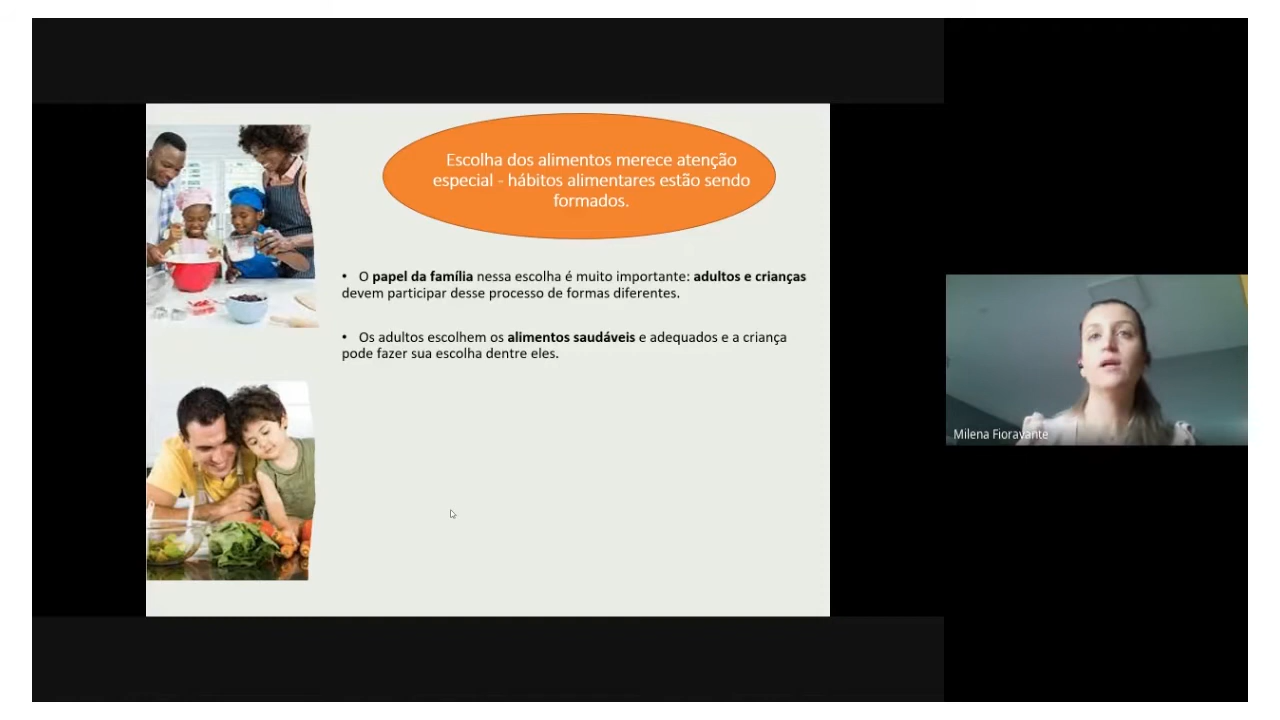 Escolha dos alimentos merece atenção
especial - hábitos alimentares estão sendo
formados.
• O papel da família nessa escolha é muito importante: adultos e crianças
devem participar desse processo de formas diferentes.
• Os adultos escolhem os alimentos saudáveis e adequados e a criança
pode fazer sua escolha dentre eles.
Milena Fioravante